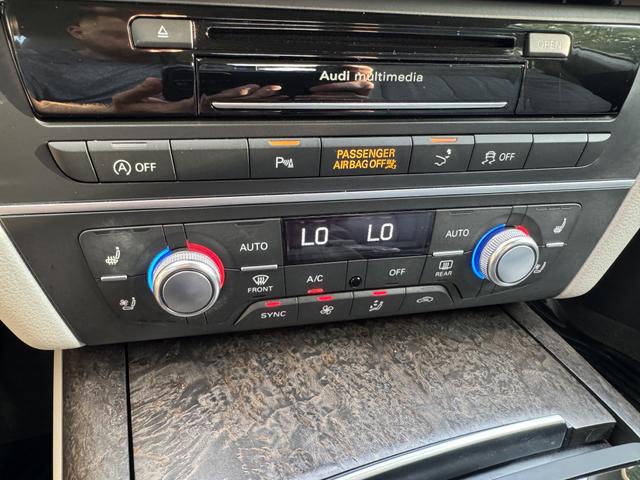 OPEN
Audi multimedia
OFF
P
PASSENGER
AIRBAG OFF
OFF
AUTO
LO
LO
AUTO
FRONT
A/C
OFF
REAR
SYNC